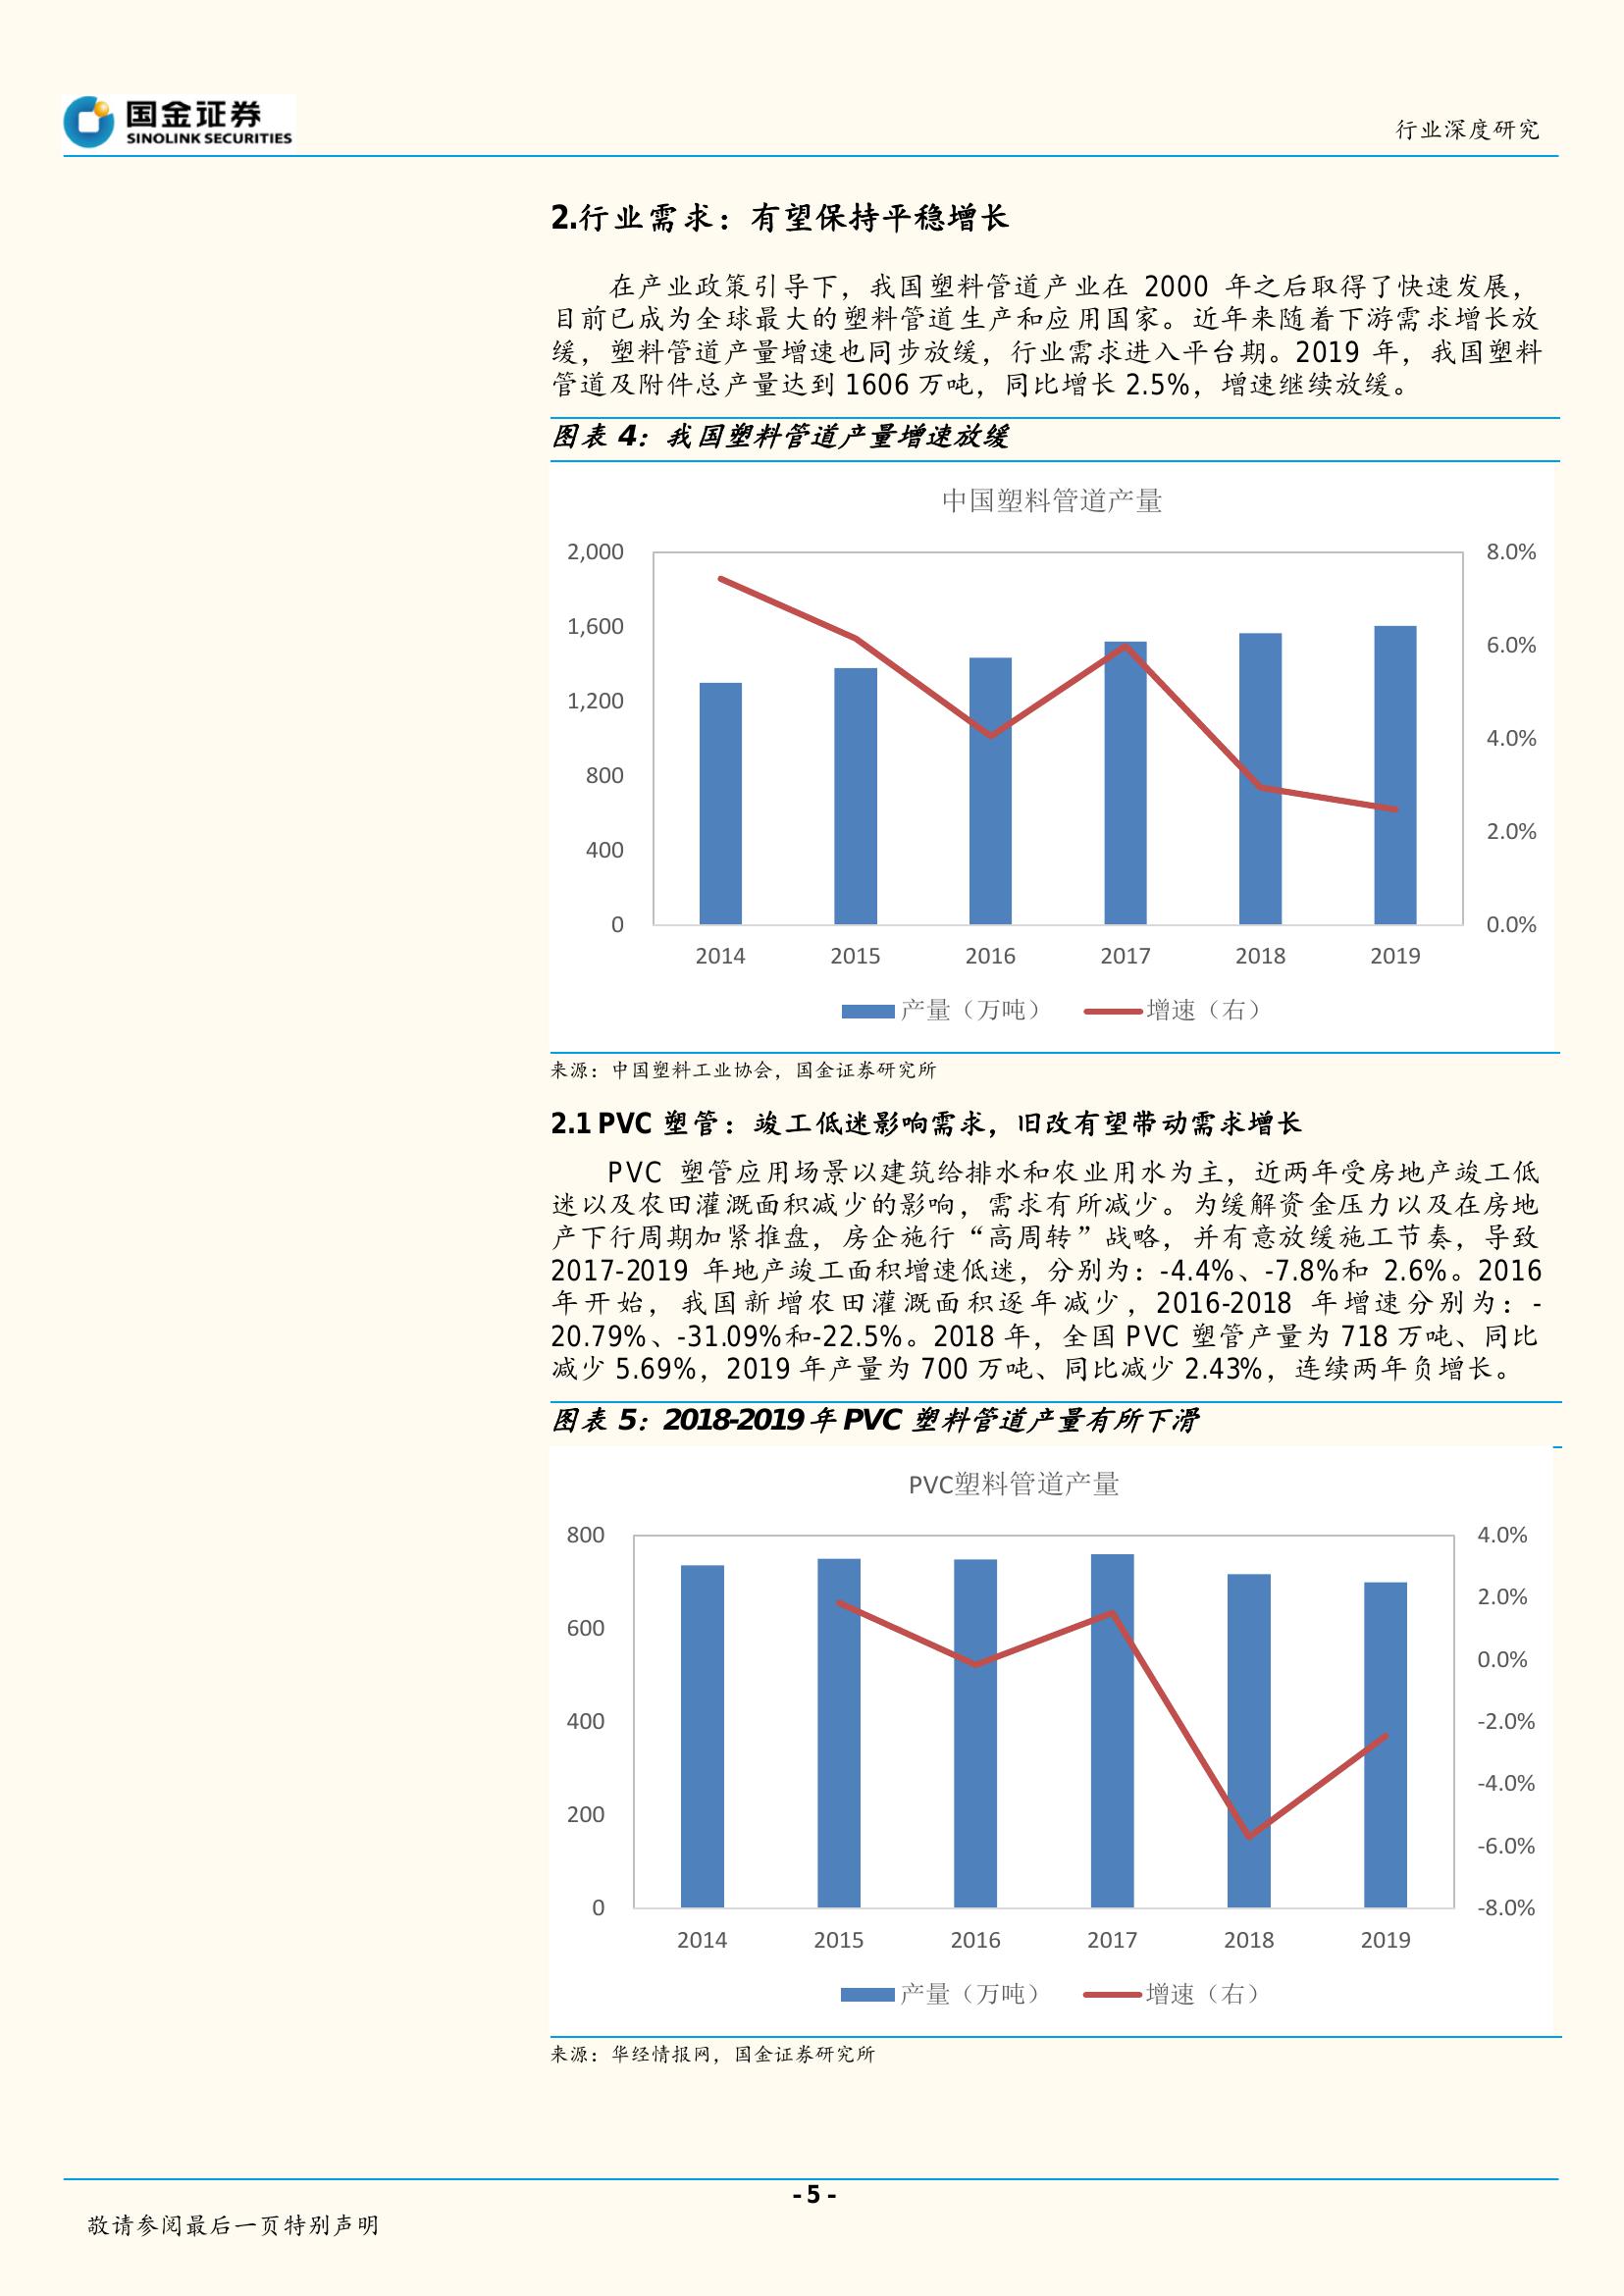 国金证券
SINOLINK SECURITIES
行业深度研究
2.行业需求：有望保持平稳增长
在产业政策引导下，我国塑料管道产业在 2000 年之后取得了快速发展，
目前已成为全球最大的塑料管道生产和应用国家。近年来随着下游需求增长放
缓，塑料管道产量增速也同步放缓，行业需求进入平台期。2019 年，我国塑料
管道及附件总产量达到 1606 万吨，同比增长 2.5%，增速继续放缓。
图表 4：我国塑料管道产量增速放缓
中国塑料管道产量
2,000
1,600
1,200
800
400
0
8.0%
6.0%
4.0%
2.0%
0.0%
2014 2015 2016 2017 2018 2019
产量（万吨） 增速（右）
来源：中国塑料工业协会，国金证券研究所
2.1 PVC 塑管：竣工低迷影响需求，旧改有望带动需求增长
PVC 塑管应用场景以建筑给排水和农业用水为主，近两年受房地产竣工低
迷以及农田灌溉面积减少的影响，需求有所减少。为缓解资金压力以及在房地
产下行周期加紧推盘，房企施行“高周转”战略，并有意放缓施工节奏，导致
2017-2019 年地产竣工面积增速低迷，分别为：-4.4%、-7.8%和 2.6%。2016
年开始，我国新增农田灌溉面积逐年减少，2016-2018 年增速分别为：-
20.79%、-31.09%和-22.5%。2018 年，全国 PVC 塑管产量为 718 万吨、同比
减少 5.69%，2019 年产量为 700 万吨、同比减少 2.43%，连续两年负增长。
图表 5：2018-2019 年 PVC 塑料管道产量有所下滑
PVC塑料管道产量
800
600
400
200
0
4.0%
2.0%
0.0%
-2.0%
-4.0%
-6.0%
-8.0%
2014 2015 2016 2017 2018 2019
产量（万吨） 增速（右）
来源：华经情报网，国金证券研究所
- 5 -
敬请参阅最后一页特别声明